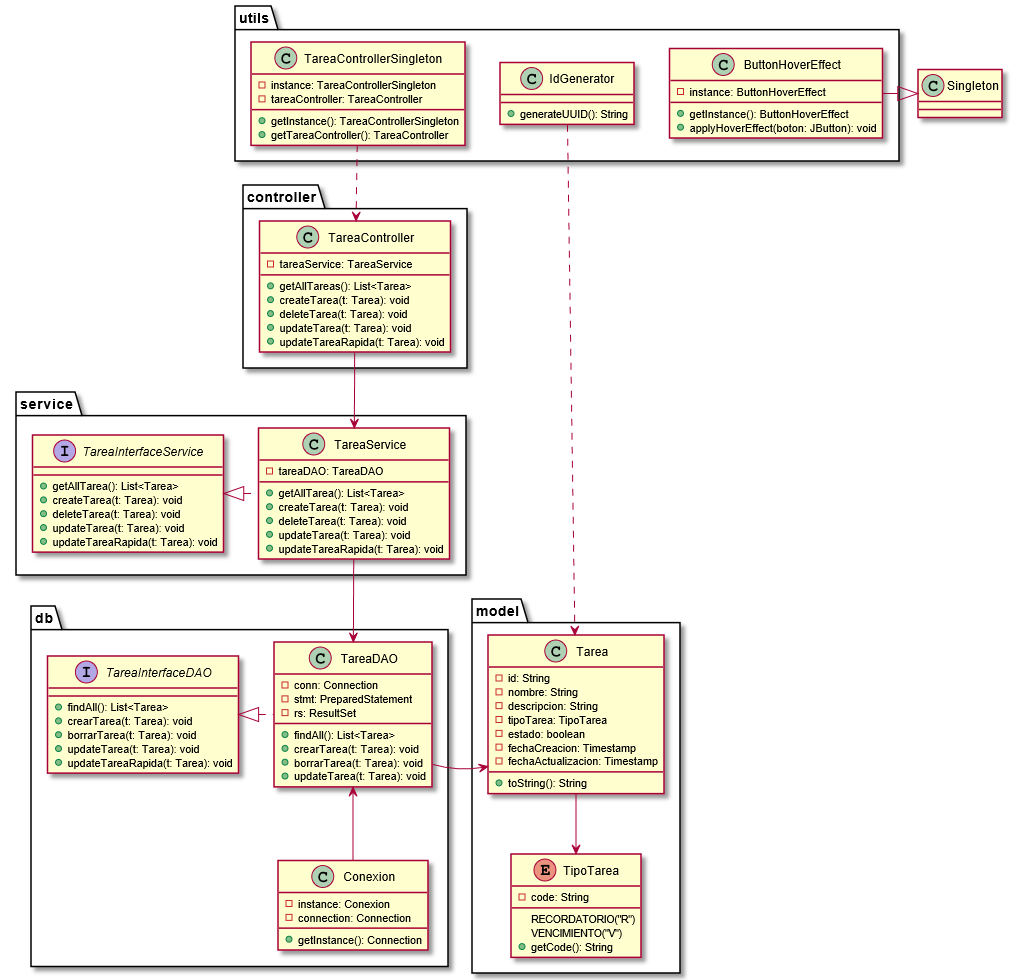 utils
C TareaControllerSingleton
instance: TareaControllerSingleton
tareaController: TareaController
getInstance(): TareaControllerSingleton
getTareaController(): TareaController
C IdGenerator
generateUUID(): String
C ButtonHoverEffect
instance: ButtonHoverEffect
getInstance(): ButtonHoverEffect
applyHoverEffect(boton: JButton): void
C Singleton
controller
C TareaController
tareaService: TareaService
getAllTareas(): List<Tarea>
createTarea(t: Tarea): void
deleteTarea(t: Tarea): void
updateTarea(t: Tarea): void
updateTareaRapida(t: Tarea): void
service
I TareaInterfaceService
getAllTarea(): List<Tarea>
createTarea(t: Tarea): void
deleteTarea(t: Tarea): void
updateTarea(t: Tarea): void
updateTareaRapida(t: Tarea): void
C TareaService
tareaDAO: TareaDAO
getAllTarea(): List<Tarea>
createTarea(t: Tarea): void
deleteTarea(t: Tarea): void
updateTarea(t: Tarea): void
updateTareaRapida(t: Tarea): void
db
I TareaInterfaceDAO
findAll(): List<Tarea>
crearTarea(t: Tarea): void
borrarTarea(t: Tarea): void
updateTarea(t: Tarea): void
updateTareaRapida(t: Tarea): void
C TareaDAO
conn: Connection
stmt: PreparedStatement
rs: ResultSet
findAll(): List<Tarea>
crearTarea(t: Tarea): void
borrarTarea(t: Tarea): void
updateTarea(t: Tarea): void
C Conexion
instance: Conexion
connection: Connection
getInstance(): Connection
model
C Tarea
id: String
nombre: String
descripcion: String
tipoTarea: TipoTarea
estado: boolean
fechaCreacion: Timestamp
fechaActualizacion: Timestamp
toString(): String
E TipoTarea
code: String
RECORDATORIO("R")
VENCIMIENTO("V")
getCode(): String